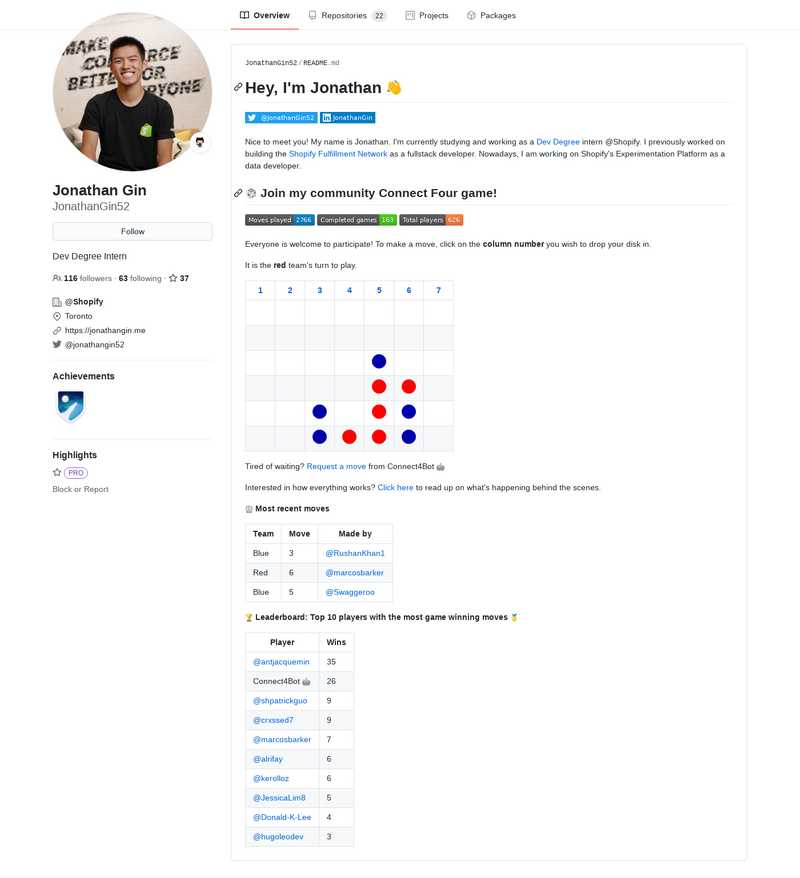 Overview
Repositories 22
Projects
Packages
MAKE
COMMERCE
BETTER FOR
EVERYONE
Jonathan Gin
JonathanGin52
Follow
Dev Degree Intern
116 followers · 63 following · 37
@Shopify
Toronto
https://jonathangin.me
@jonathangin52
Achievements
Highlights
PRO
Block or Report
JonathanGin52 / README.md
Hey, I'm Jonathan 👋
@JonathanGin52
JonathanGin
Nice to meet you! My name is Jonathan. I'm currently studying and working as a Dev Degree intern @Shopify. I previously worked on
building the Shopify Fulfillment Network as a fullstack developer. Nowadays, I am working on Shopify's Experimentation Platform as a
data developer.
🎲 Join my community Connect Four game!
Moves played 2766
Completed games 163
Total players 626
Everyone is welcome to participate! To make a move, click on the column number you wish to drop your disk in.
It is the red team's turn to play.
1 2 3 4 5 6 7
Tired of waiting? Request a move from Connect4Bot 🤖
Interested in how everything works? Click here to read up on what's happening behind the scenes.
⏰ Most recent moves
Team Move Made by
Blue 3 @RushanKhan1
Red 6 @marcosbarker
Blue 5 @Swaggeroo
🏆 Leaderboard: Top 10 players with the most game winning moves 🥇
Player Wins
@antjacquemin 35
Connect4Bot 🤖 26
@shpatrickguo 9
@crxssed7 9
@marcosbarker 7
@alrifay 6
@kerolloz 6
@JessicaLim8 5
@Donald-K-Lee 4
@hugoleodev 3